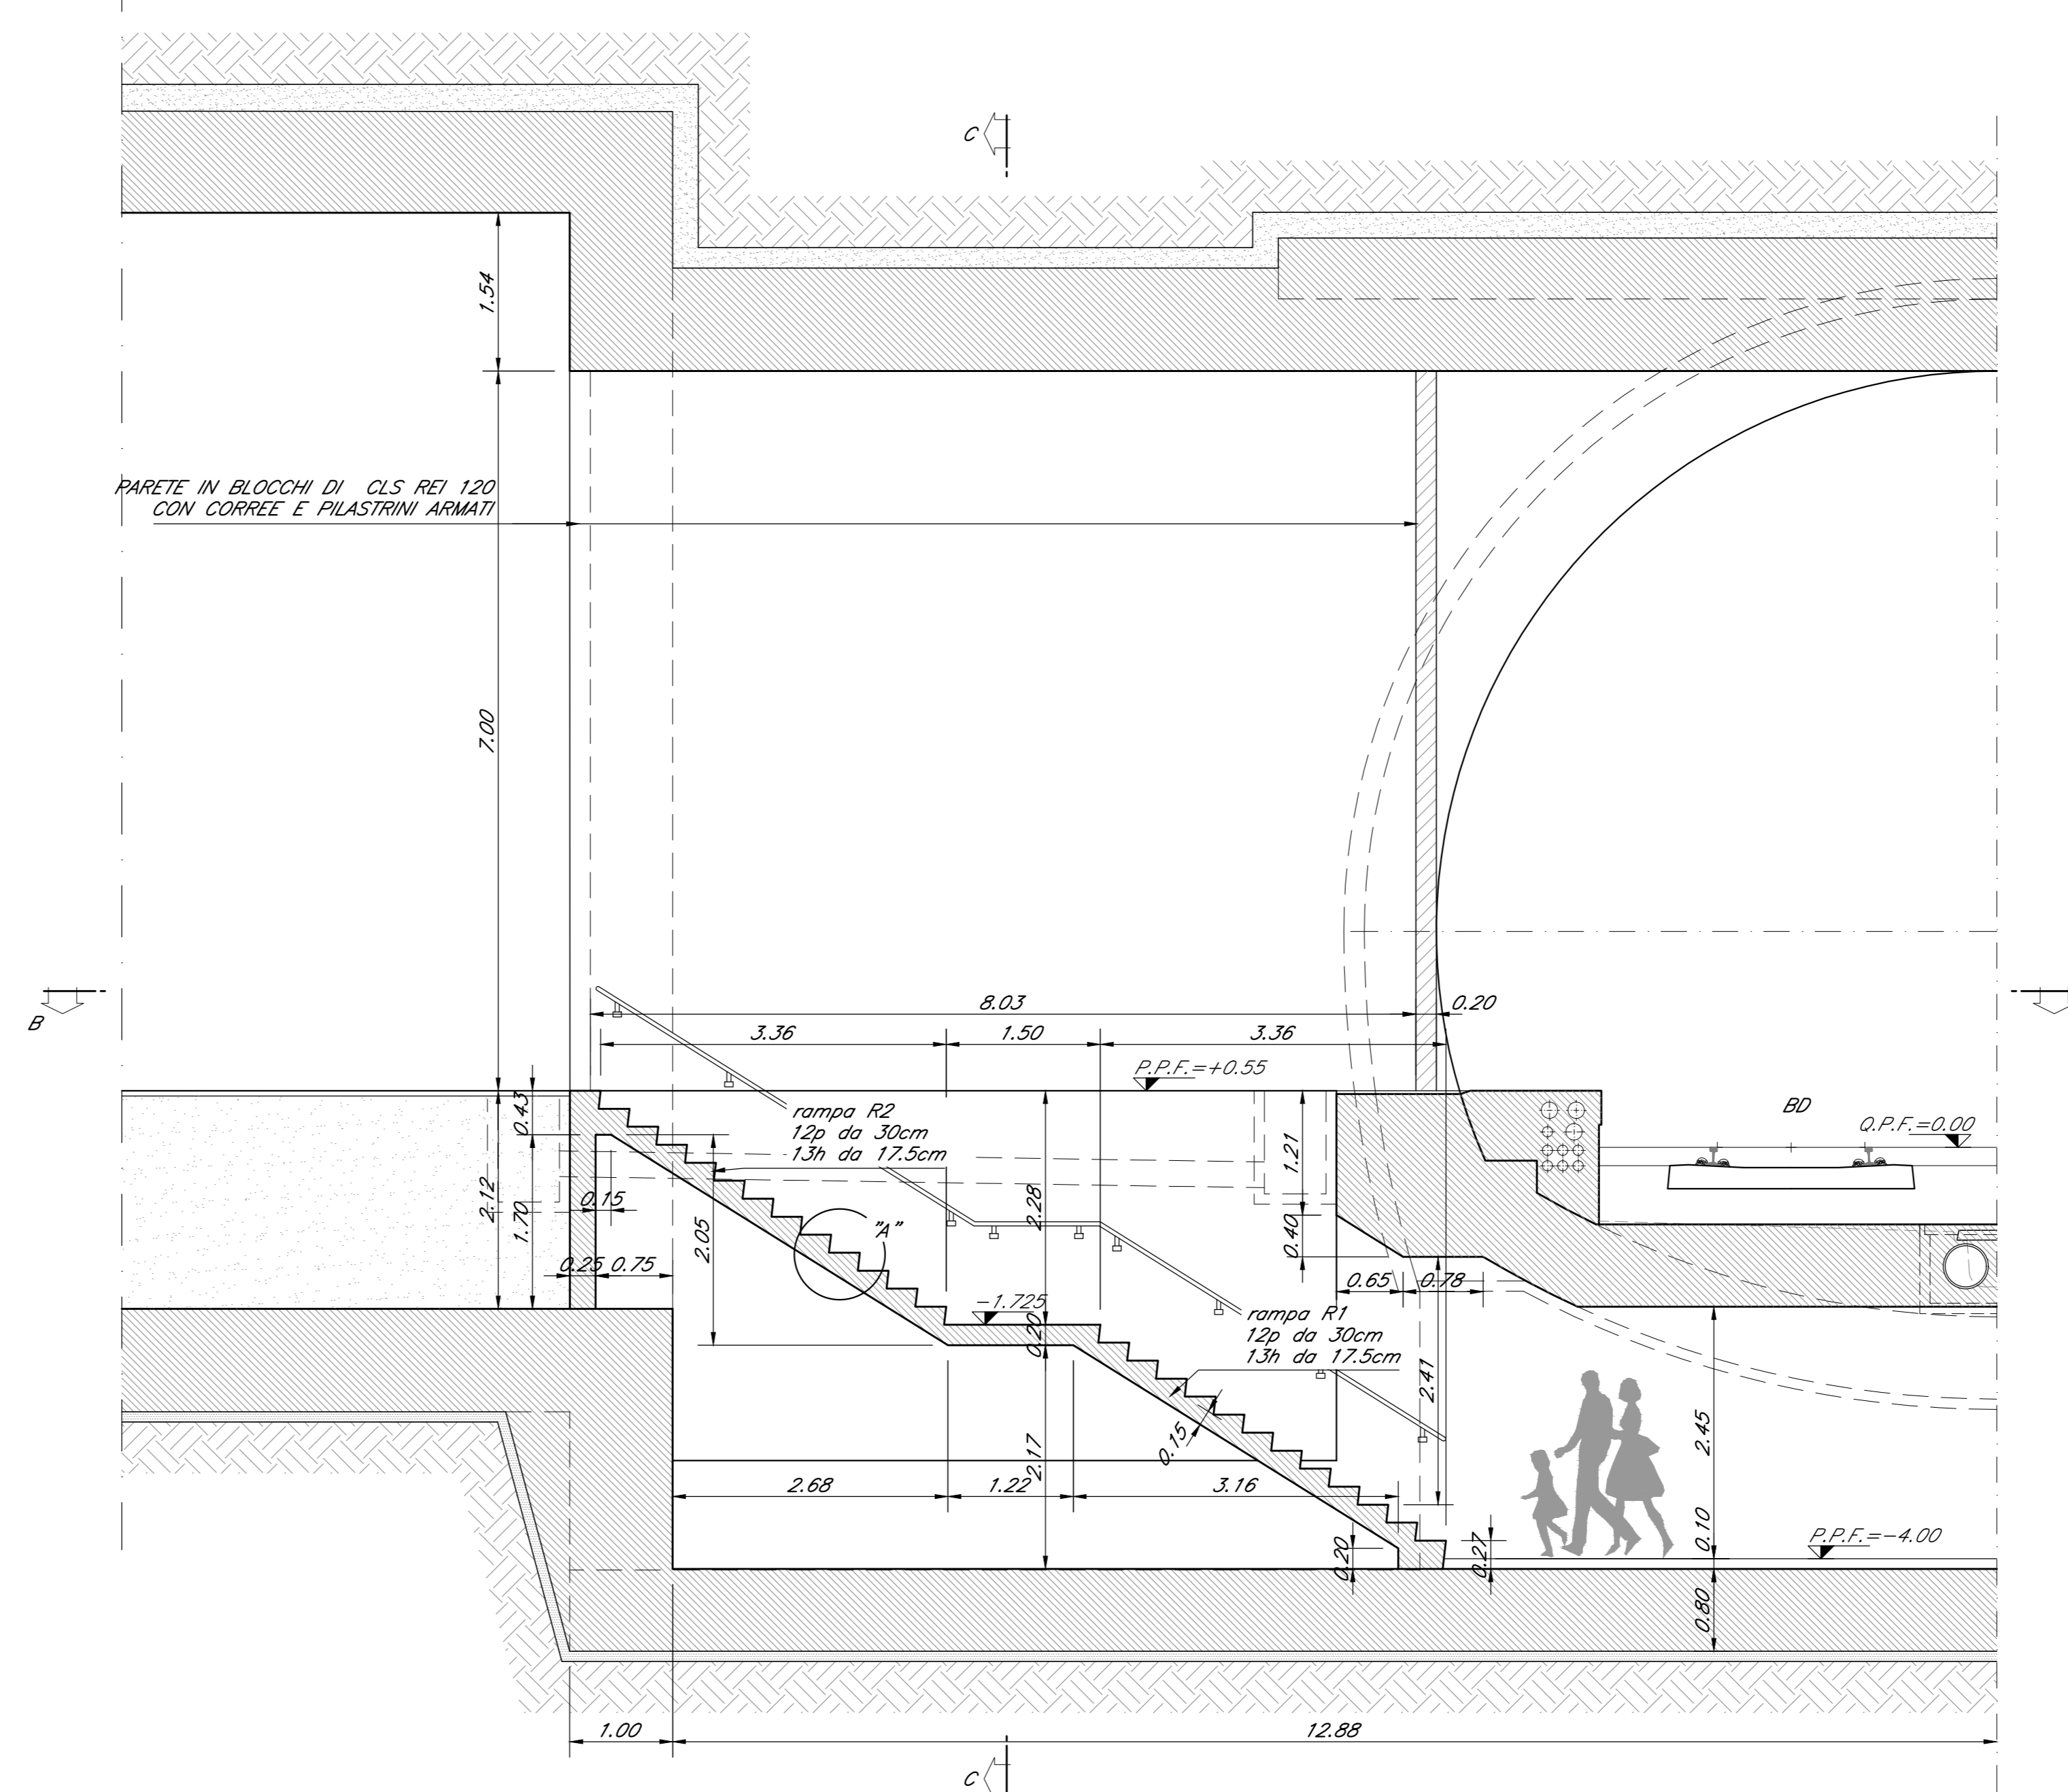 C
1.54
PARETE IN BLOCCHI DI CLS REI 120
CON CORREE E PILASTRINI ARMATI
7.00
B
8.03
0.20
3.36
1.50
3.36
P.P.F.=+0.55
0.43
rampa R2
12p da 30cm
13h da 17.5cm
BD
Q.P.F.=0.00
1.21
2.12
1.70
0.15
2.05
"A"
2.28
0.40
0.25
0.75
0.65
0.78
-1.725
0.20
rampa R1
12p da 30cm
13h da 17.5cm
2.41
2.45
0.15
2.17
2.68
1.22
3.16
0.10
P.P.F.=-4.00
0.20
0.27
0.80
1.00
12.88
C